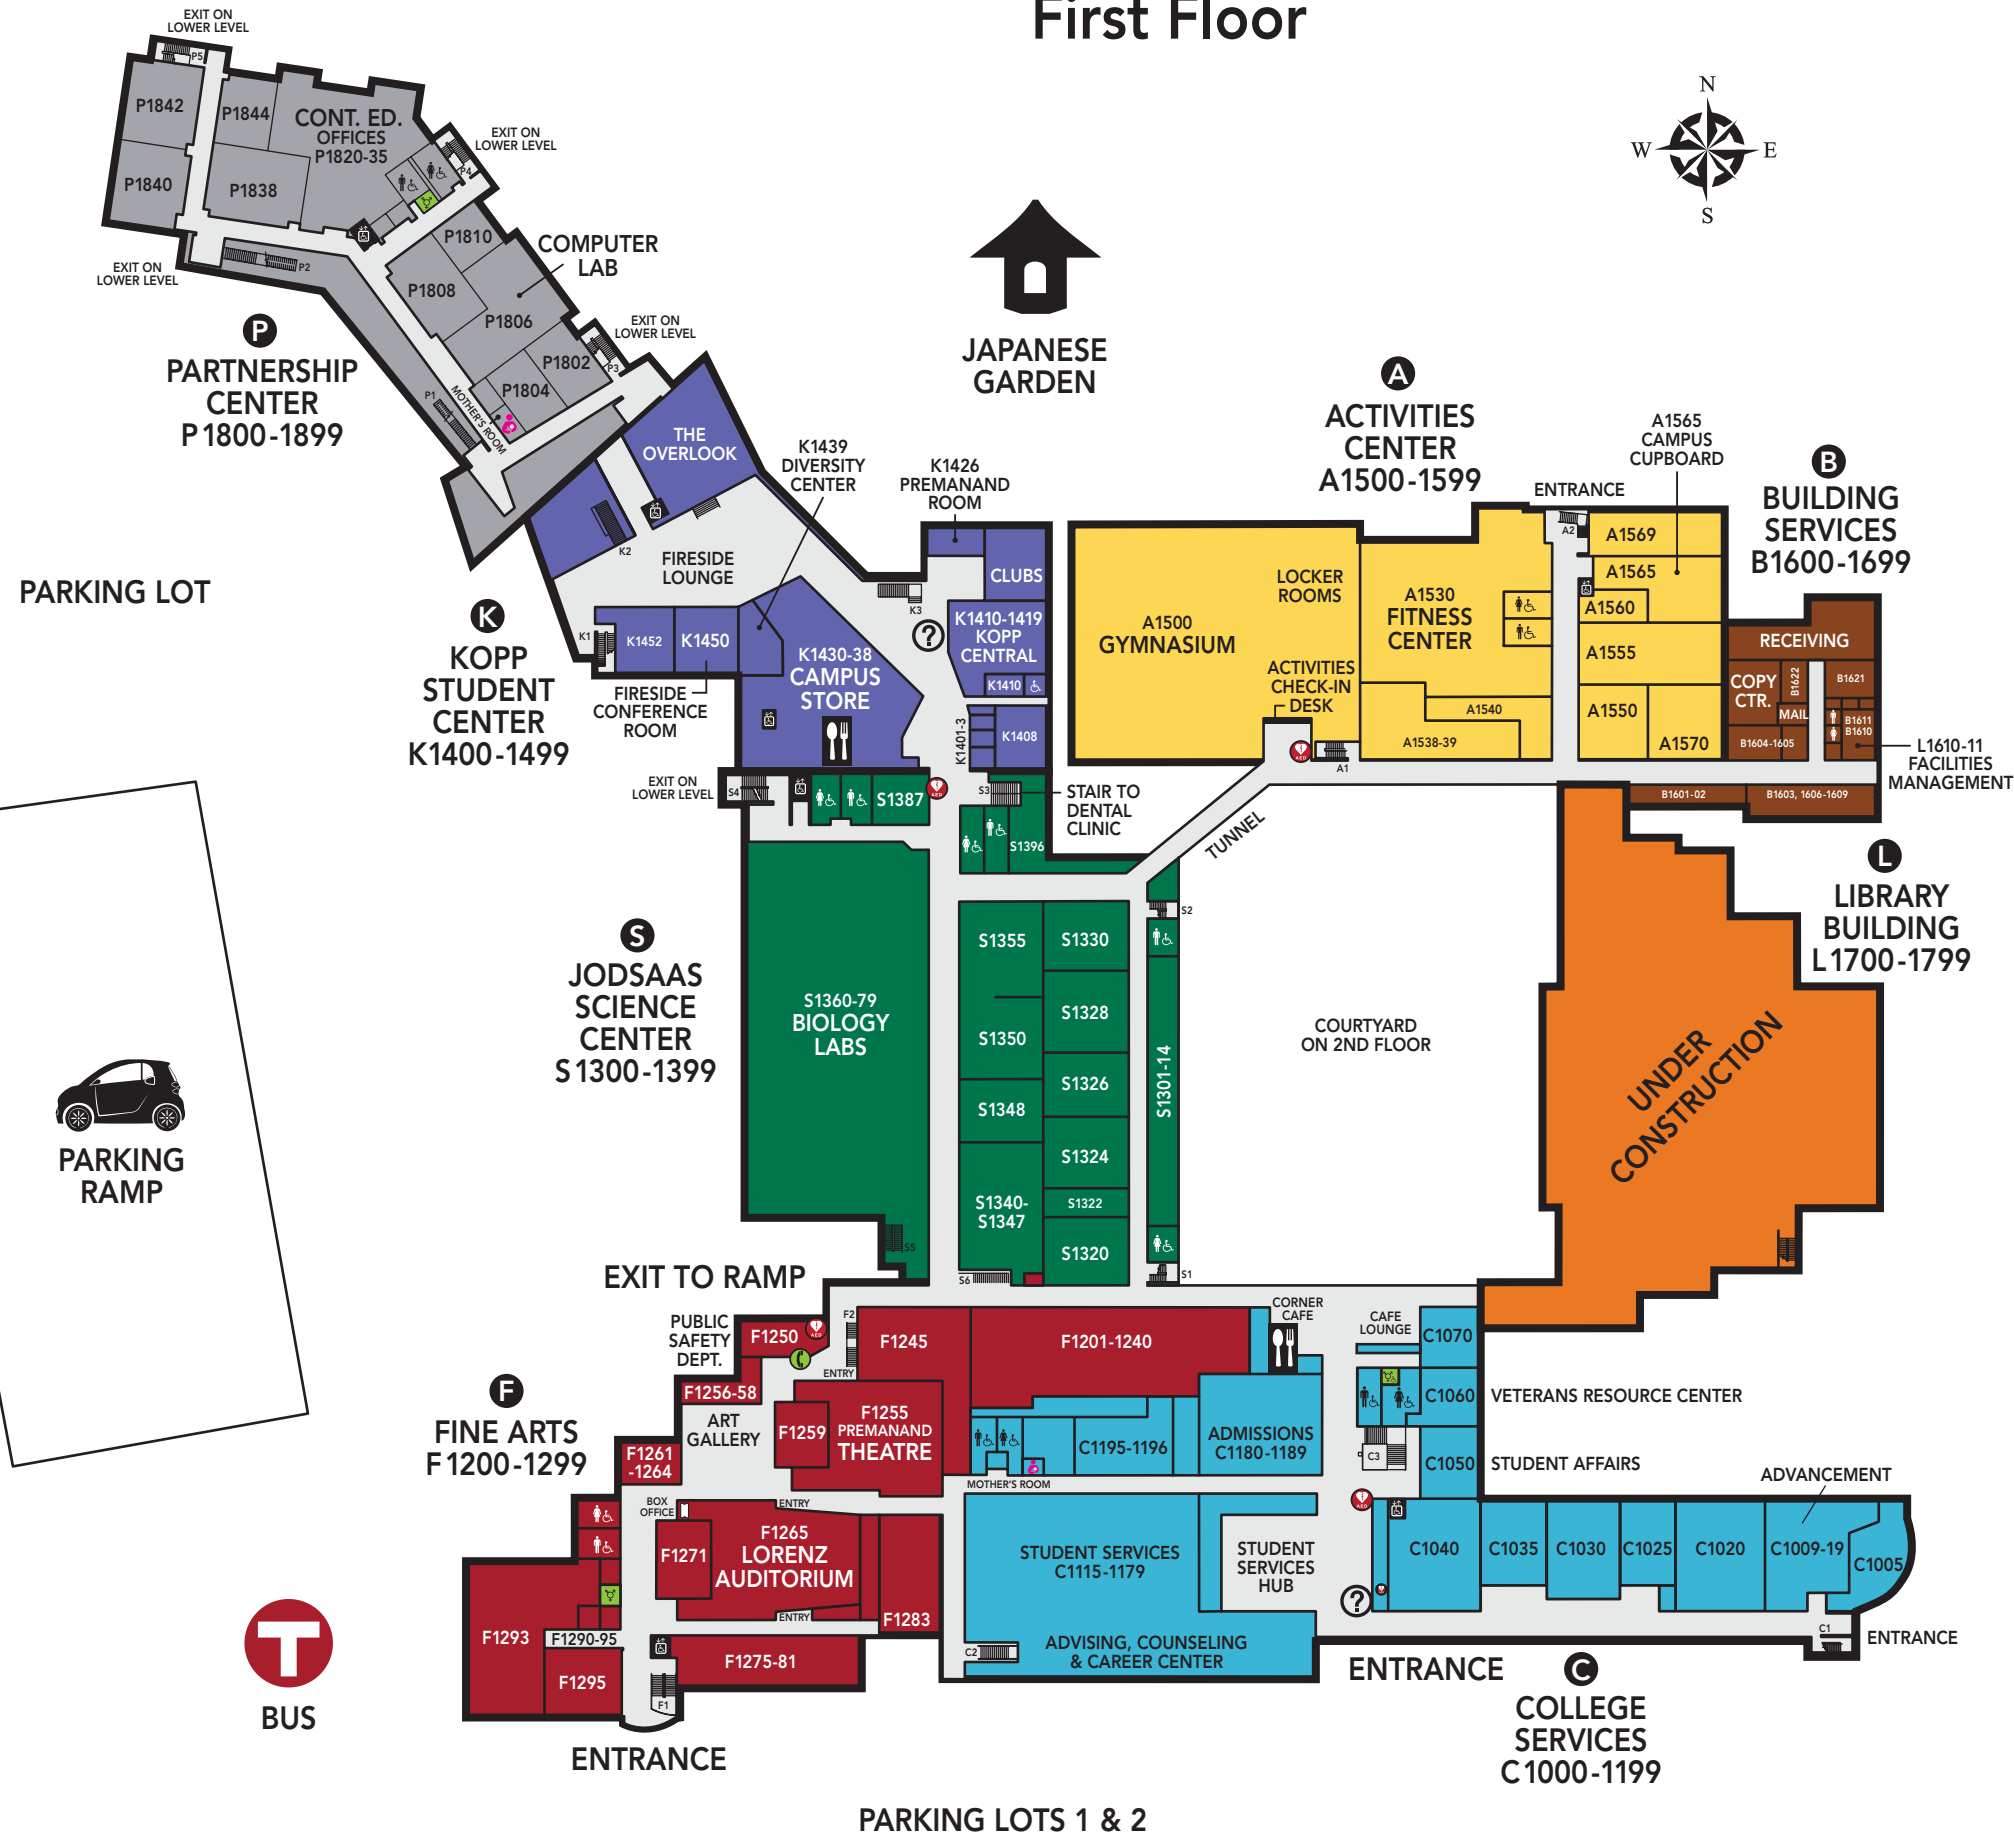 First Floor
EXIT ON
LOWER LEVEL
P5
P1842
P1844
CONT. ED.
OFFICES
P1820-35
P1840
P1838
EXIT ON
LOWER LEVEL
P4
N
W
E
S
P1810
COMPUTER
LAB
P2
EXIT ON
LOWER LEVEL
P1808
P1806
EXIT ON
LOWER LEVEL
P1802
P3
P1804
P1
MOTHER'S ROOM
P
PARTNERSHIP
CENTER
P 1800-1899
JAPANESE
GARDEN
A
ACTIVITIES
CENTER
A1500-1599
A1565
CAMPUS
CUPBOARD
B
BUILDING
SERVICES
B1600-1699
THE
OVERLOOK
K1439
DIVERSITY
CENTER
K1426
PREMANAND
ROOM
ENTRANCE
K2
FIRESIDE
LOUNGE
CLUBS
K3
K1410-1419
KOPP
CENTRAL
K1410
?
PARKING LOT
K
KOPP
STUDENT
CENTER
K1400-1499
K1
K1452
K1450
K1430-38
CAMPUS
STORE
FIRESIDE
CONFERENCE
ROOM
K1401-3
K1408
A1500
GYMNASIUM
LOCKER
ROOMS
A1530
FITNESS
CENTER
ACTIVITIES
CHECK-IN
DESK
A1540
A1538-39
A1
AED
A2
A1569
A1565
A1560
A1555
A1550
A1570
RECEIVING
COPY
CTR.
B1622
B1621
MAIL
B1611
B1610
B1604-1605
L1610-11
FACILITIES
MANAGEMENT
B1601-02
B1603, 1606-1609
EXIT ON
LOWER LEVEL
S4
S1387
AED
S3
STAIR TO
DENTAL
CLINIC
S1396
TUNNEL
L
LIBRARY
BUILDING
L 1700-1799
S
JODSAAS
SCIENCE
CENTER
S 1300-1399
S1360-79
BIOLOGY
LABS
S5
S1355
S1330
S2
S1328
S1350
S1326
S1348
S1324
S1340-
S1347
S1322
S1320
S1301-14
S6
S1
COURTYARD
ON 2ND FLOOR
UNDER
CONSTRUCTION
PARKING
RAMP
EXIT TO RAMP
PUBLIC
SAFETY
DEPT.
F1250
AED
F2
ENTRY
F1245
F1201-1240
CORNER
CAFE
CAFE
LOUNGE
C1070
F1256-58
ART
GALLERY
F1259
F1255
PREMANAND
THEATRE
C1060
VETERANS RESOURCE CENTER
F
FINE ARTS
F 1200-1299
F1261
-1264
C1195-1196
ADMISSIONS
C1180-1189
C3
C1050
STUDENT AFFAIRS
MOTHER'S ROOM
ADVANCEMENT
BOX
OFFICE
ENTRY
F1271
F1265
LORENZ
AUDITORIUM
ENTRY
F1283
STUDENT SERVICES
C1115-1179
STUDENT
SERVICES
HUB
AED
?
C1040
C1035
C1030
C1025
C1020
C1009-19
C1005
F1293
F1290-95
F1295
F1275-81
F1
C2
ADVISING, COUNSELING
& CAREER CENTER
C1
ENTRANCE
ENTRANCE
C
COLLEGE
SERVICES
C 1000-1199
T
BUS
ENTRANCE
PARKING LOTS 1 & 2